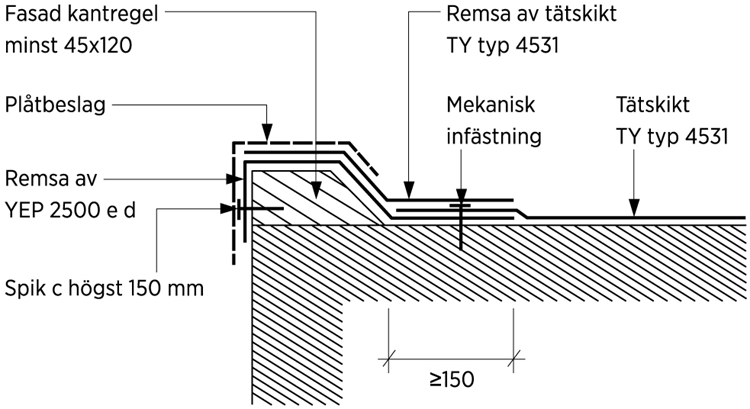 Fasad kantregel
minst 45x120
Plåtbeslag
Remsa av
YEP 2500 e d
Spik c högst 150 mm
Remsa av tätskikt
TY typ 4531
Mekanisk
infästning
Tätskikt
TY typ 4531
≥150